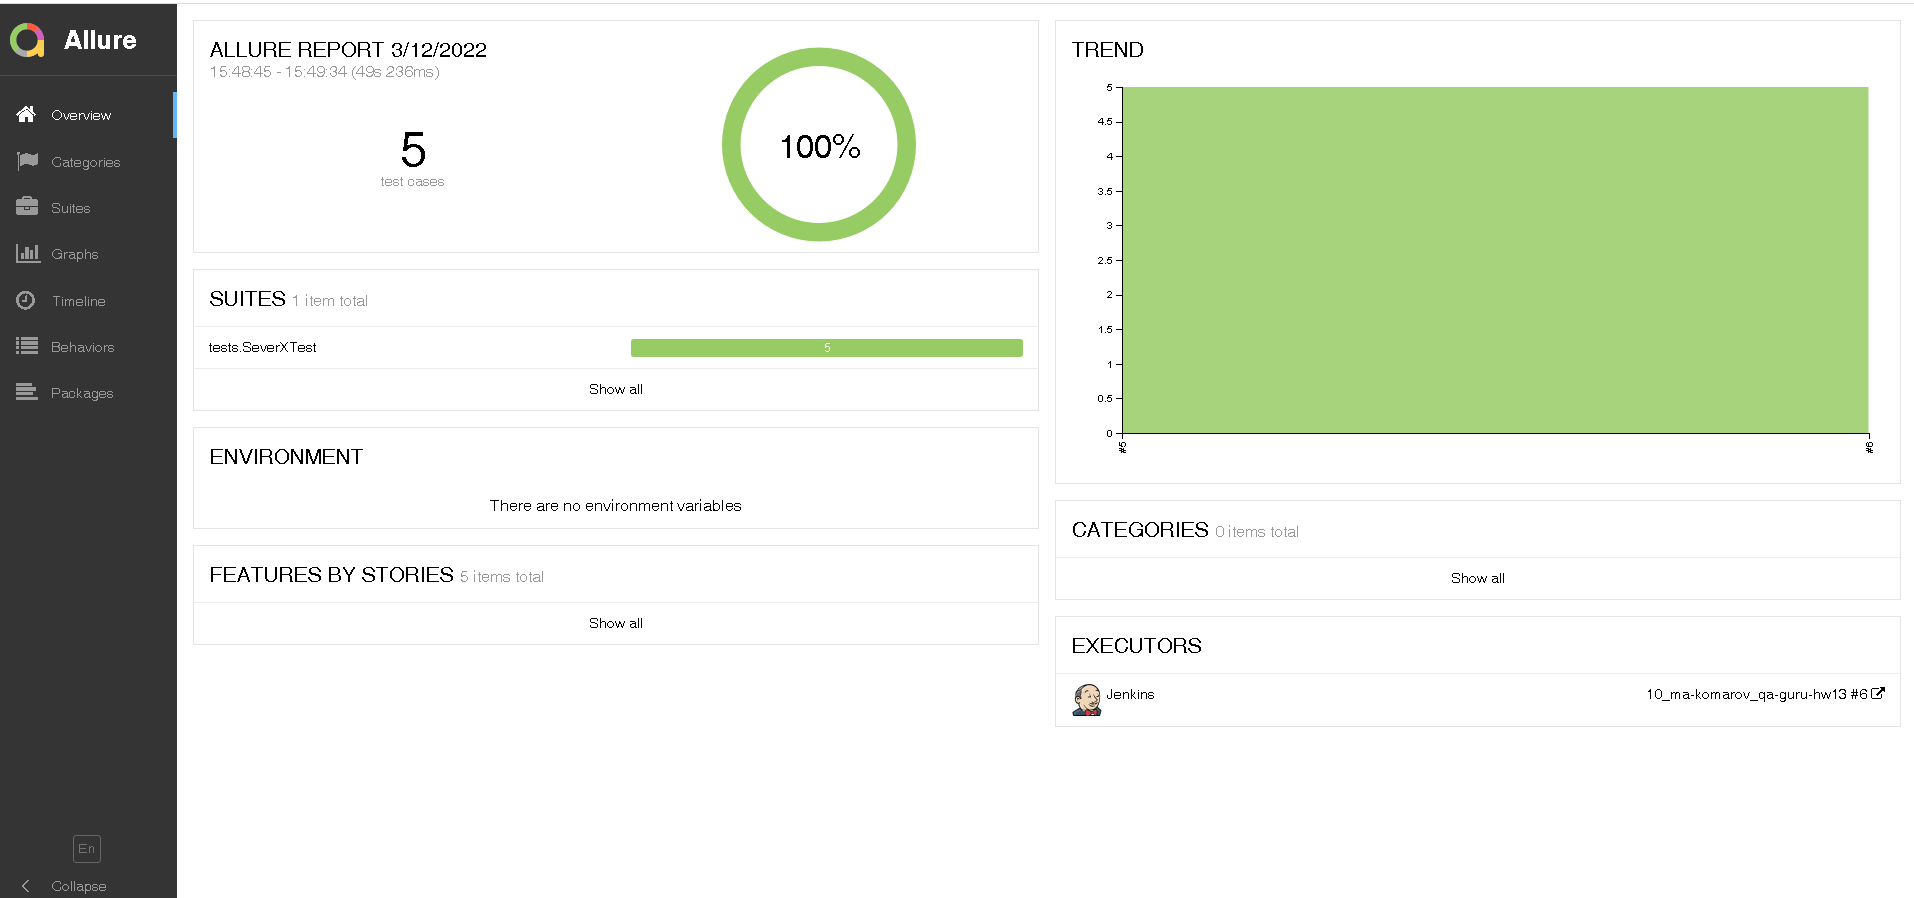 Allure
Overview
Categories
Suites
Graphs
Timeline
Behaviors
Packages
En
Collapse
ALLURE REPORT 3/12/2022
15:48:45 - 15:49:34 (49s 236ms)
5
test cases
100%
SUITES 1 item total
tests.SeverXTest
5
Show all
ENVIRONMENT
There are no environment variables
FEATURES BY STORIES 5 items total
Show all
TREND
5
4.5
4
3.5
3
2.5
2
1.5
1
0.5
0
#5
#6
CATEGORIES 0 items total
Show all
EXECUTORS
Jenkins
10_ma-komarov_qa-guru-hw13 #6